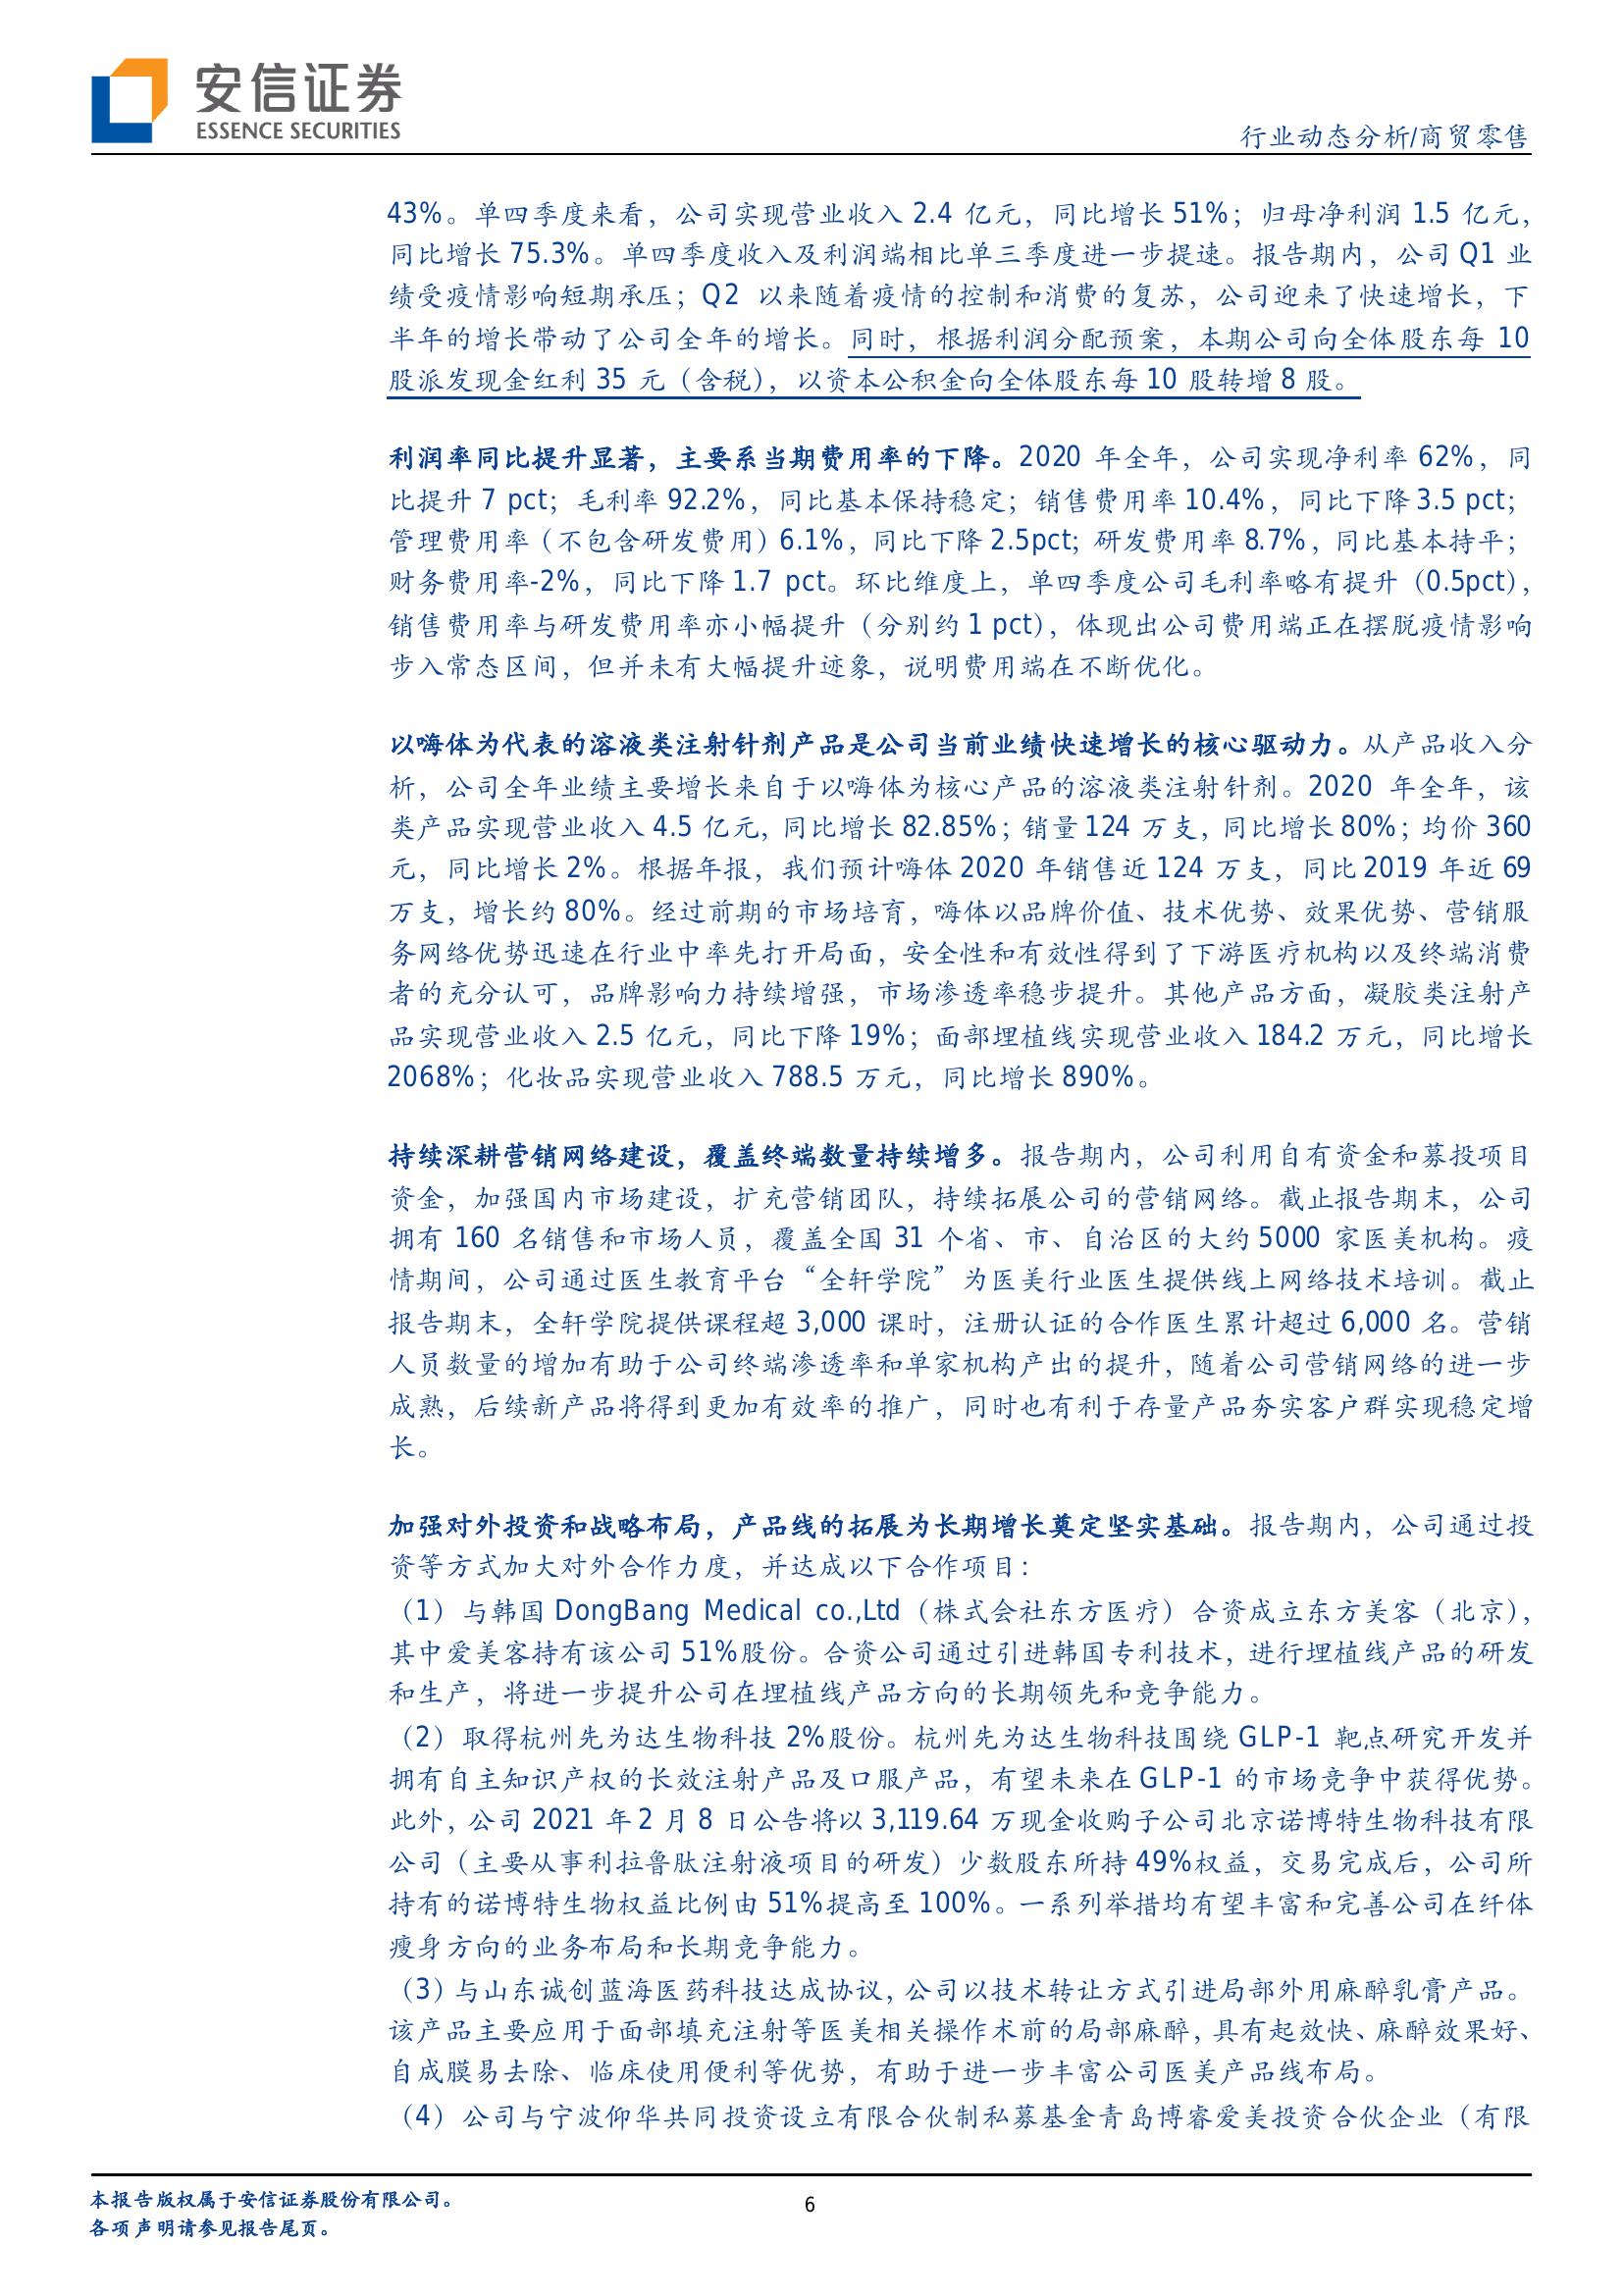 安信证券
ESSENCE SECURITIES
行业动态分析/商贸零售
43%。单四季度来看，公司实现营业收入 2.4 亿元，同比增长 51%；归母净利润 1.5 亿元，
同比增长 75.3%。单四季度收入及利润端相比单三季度进一步提速。报告期内，公司 Q1 业
绩受疫情影响短期承压；Q2 以来随着疫情的控制和消费的复苏，公司迎来了快速增长，下
半年的增长带动了公司全年的增长。同时，根据利润分配预案，本期公司向全体股东每 10
股派发现金红利 35 元（含税），以资本公积金向全体股东每 10 股转增 8 股。
利润率同比提升显著，主要系当期费用率的下降。2020 年全年，公司实现净利率 62%，同
比提升 7 pct；毛利率 92.2%，同比基本保持稳定；销售费用率 10.4%，同比下降 3.5 pct；
管理费用率（不包含研发费用）6.1%，同比下降 2.5pct；研发费用率 8.7%，同比基本持平；
财务费用率-2%，同比下降 1.7 pct。环比维度上，单四季度公司毛利率略有提升（0.5pct），
销售费用率与研发费用率亦小幅提升（分别约 1 pct），体现出公司费用端正在摆脱疫情影响
步入常态区间，但并未有大幅提升迹象，说明费用端在不断优化。
以嗨体为代表的溶液类注射针剂产品是公司当前业绩快速增长的核心驱动力。从产品收入分
析，公司全年业绩主要增长来自于以嗨体为核心产品的溶液类注射针剂。2020 年全年，该
类产品实现营业收入 4.5 亿元，同比增长 82.85%；销量 124 万支，同比增长 80%；均价 360
元，同比增长 2%。根据年报，我们预计嗨体 2020 年销售近 124 万支，同比 2019 年近 69
万支，增长约 80%。经过前期的市场培育，嗨体以品牌价值、技术优势、效果优势、营销服
务网络优势迅速在行业中率先打开局面，安全性和有效性得到了下游医疗机构以及终端消费
者的充分认可，品牌影响力持续增强，市场渗透率稳步提升。其他产品方面，凝胶类注射产
品实现营业收入 2.5 亿元，同比下降 19%；面部埋植线实现营业收入 184.2 万元，同比增长
2068%；化妆品实现营业收入 788.5 万元，同比增长 890%。
持续深耕营销网络建设，覆盖终端数量持续增多。报告期内，公司利用自有资金和募投项目
资金，加强国内市场建设，扩充营销团队，持续拓展公司的营销网络。截止报告期末，公司
拥有 160 名销售和市场人员，覆盖全国 31 个省、市、自治区的大约 5000 家医美机构。疫
情期间，公司通过医生教育平台“全轩学院”为医美行业医生提供线上网络技术培训。截止
报告期末，全轩学院提供课程超 3,000 课时，注册认证的合作医生累计超过 6,000 名。营销
人员数量的增加有助于公司终端渗透率和单家机构产出的提升，随着公司营销网络的进一步
成熟，后续新产品将得到更加有效率的推广，同时也有利于存量产品夯实客户群实现稳定增
长。
加强对外投资和战略布局，产品线的拓展为长期增长奠定坚实基础。报告期内，公司通过投
资等方式加大对外合作力度，并达成以下合作项目：
（1）与韩国 DongBang Medical co.,Ltd（株式会社东方医疗）合资成立东方美客（北京），
其中爱美客持有该公司 51%股份。合资公司通过引进韩国专利技术，进行埋植线产品的研发
和生产，将进一步提升公司在埋植线产品方向的长期领先和竞争能力。
（2）取得杭州先为达生物科技 2%股份。杭州先为达生物科技围绕 GLP-1 靶点研究开发并
拥有自主知识产权的长效注射产品及口服产品，有望未来在 GLP-1 的市场竞争中获得优势。
此外，公司 2021 年 2 月 8 日公告将以 3,119.64 万现金收购子公司北京诺博特生物科技有限
公司（主要从事利拉鲁肽注射液项目的研发）少数股东所持 49%权益，交易完成后，公司所
持有的诺博特生物权益比例由 51%提高至 100%。一系列举措均有望丰富和完善公司在纤体
瘦身方向的业务布局和长期竞争能力。
（3）与山东诚创蓝海医药科技达成协议，公司以技术转让方式引进局部外用麻醉乳膏产品。
该产品主要应用于面部填充注射等医美相关操作术前的局部麻醉，具有起效快、麻醉效果好、
自成膜易去除、临床使用便利等优势，有助于进一步丰富公司医美产品线布局。
（4）公司与宁波仰华共同投资设立有限合伙制私募基金青岛博睿爱美投资合伙企业（有限
本报告版权属于安信证券股份有限公司。
各项声明请参见报告尾页。
6